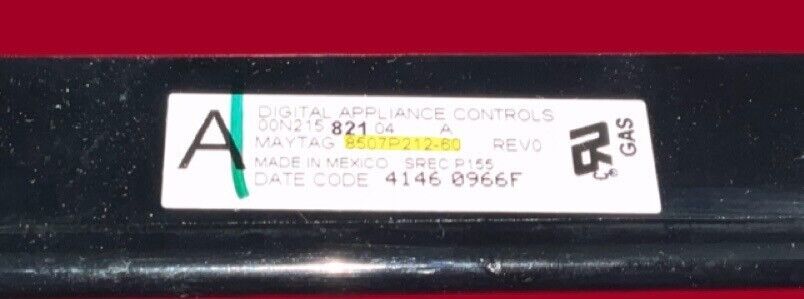 A
DIGITAL APPLIANCE CONTROLS
00N215 821 04 A
MAYTAG 8507P212-60 REV0
MADE IN MEXICO SREC P155
DATE CODE 4146 0966F
c RU ®
GAS